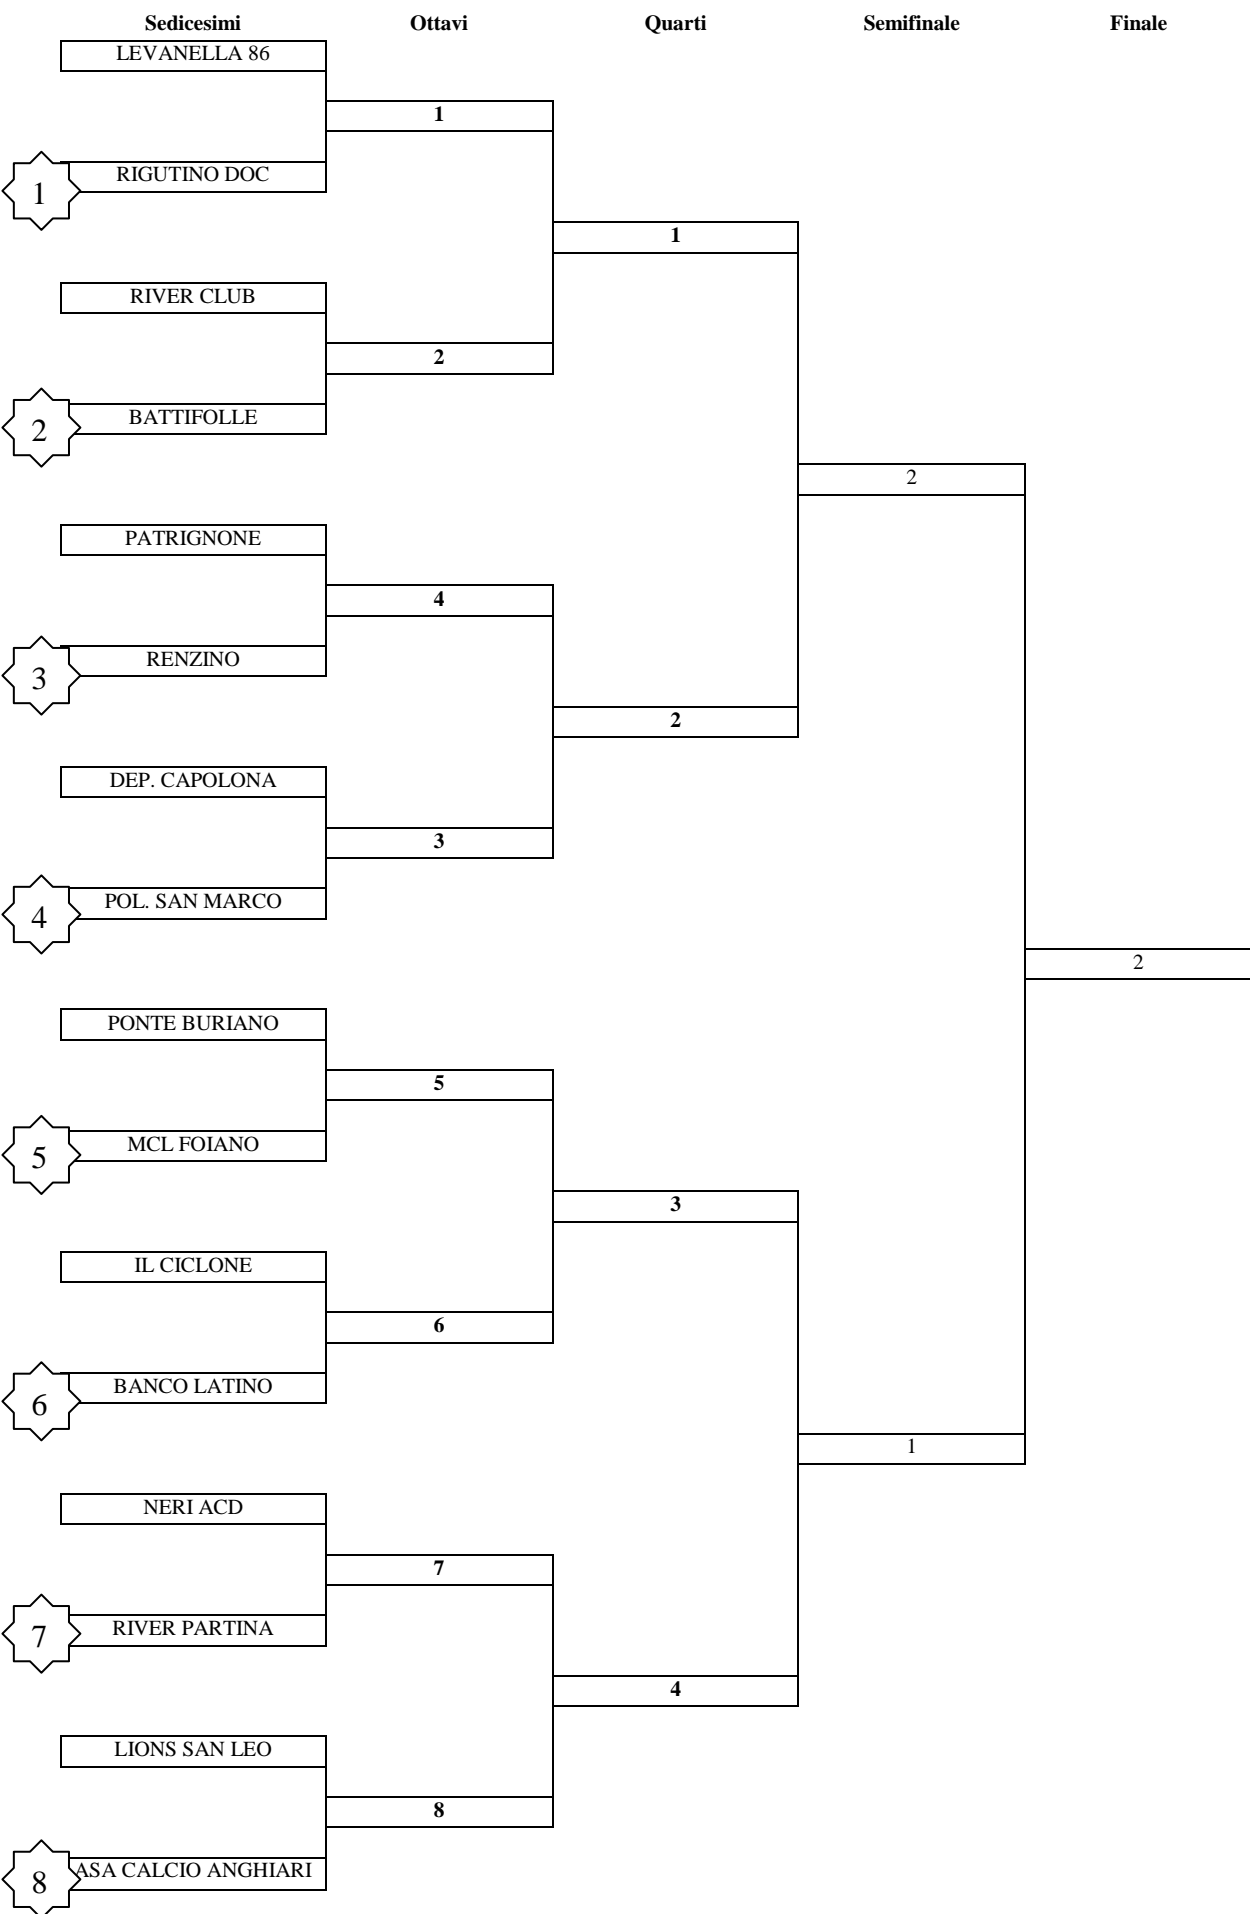 Sedicesimi Ottavi Quarti Semifinale Finale
LEVANELLA 86
1
RIGUTINO DOC
1
1
RIVER CLUB
2
BATTIFOLLE
2
2
PATRIGNONE
4
RENZINO
3
2
DEP. CAPOLONA
3
POL. SAN MARCO
4
2
PONTE BURIANO
5
MCL FOIANO
5
3
IL CICLONE
6
BANCO LATINO
6
1
NERI ACD
7
RIVER PARTINA
7
4
LIONS SAN LEO
8
ASA CALCIO ANGHIARI
8